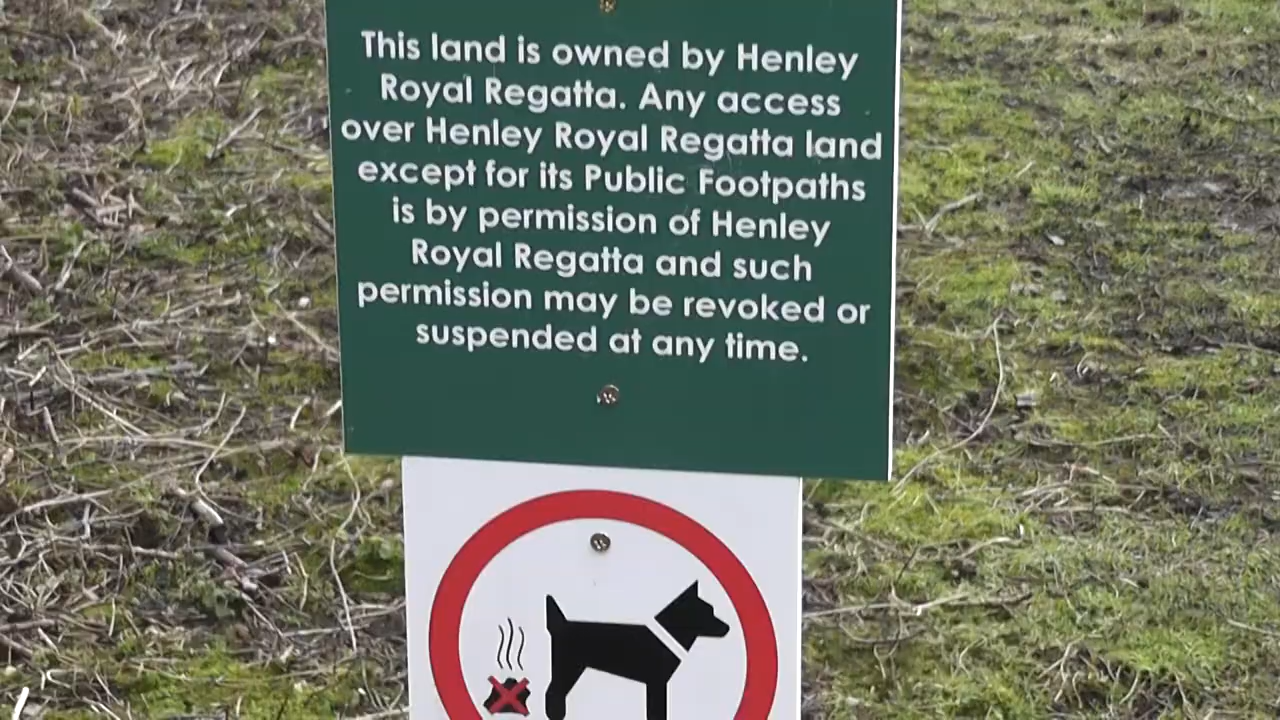 This land is owned by Henley
Royal Regatta. Any access
over Henley Royal Regatta land
except for its Public Footpaths
is by permission of Henley
Royal Regatta and such
permission may be revoked or
suspended at any time.